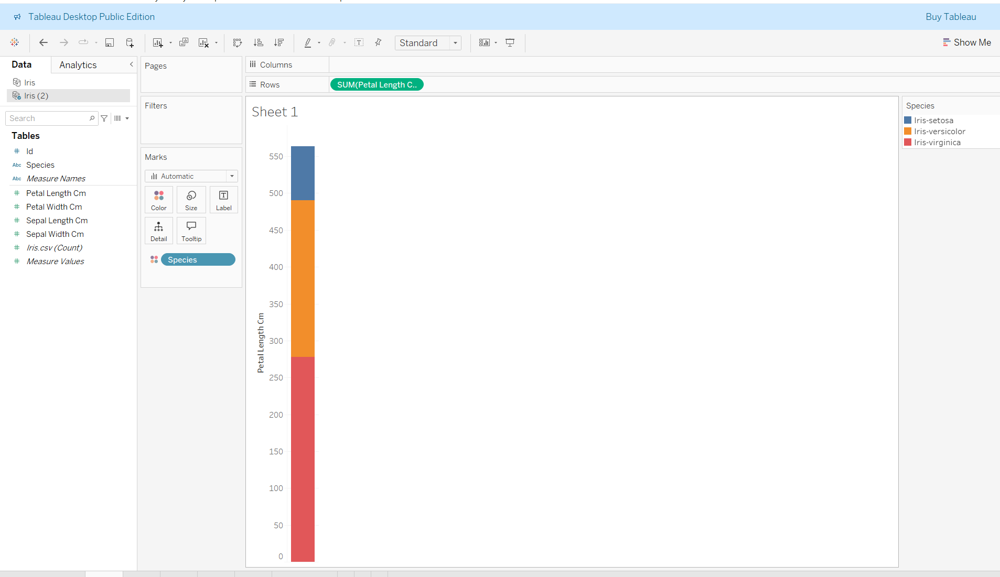 Tableau Desktop Public Edition
Buy Tableau
Standard
Show Me
Data
Analytics
Iris
Iris (2)
Search
Tables
Id
Abc Species
Abc Measure Names
Petal Length Cm
Petal Width Cm
Sepal Length Cm
Sepal Width Cm
Iris.csv (Count)
Measure Values
Pages
Filters
Marks
Automatic
Color
Size
Label
Detail
Tooltip
Species
Columns
Rows
SUM(Petal Length C..
Sheet 1
Petal Length Cm
550
500
450
400
350
300
250
200
150
100
50
0
Species
Iris-setosa
Iris-versicolor
Iris-virginica